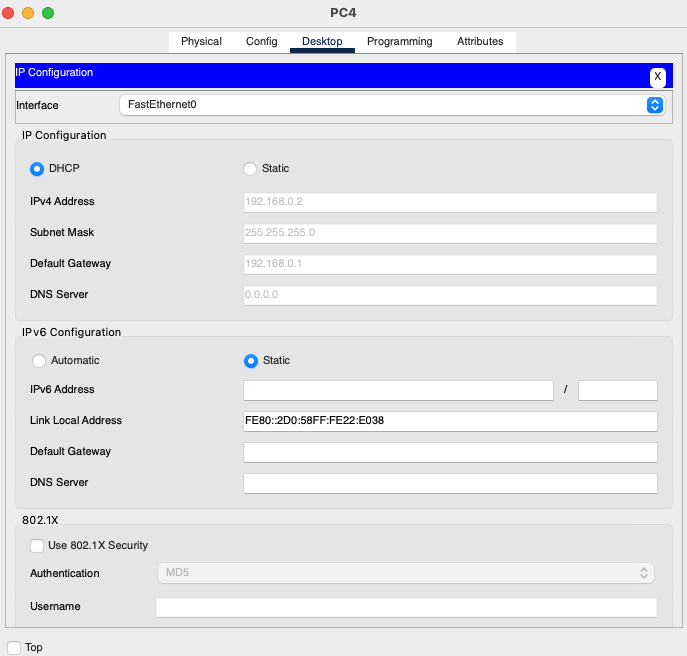 PC4
Physical Config Desktop Programming Attributes
IP Configuration
X
Interface FastEthernet0
IP Configuration
DHCP Static
IPv4 Address 192.168.0.2
Subnet Mask 255.255.255.0
Default Gateway 192.168.0.1
DNS Server 0.0.0.0
IPv6 Configuration
Automatic Static
IPv6 Address /
Link Local Address FE80::2D0:58FF:FE22:E038
Default Gateway
DNS Server
802.1X
Use 802.1X Security
Authentication MD5
Username
Top